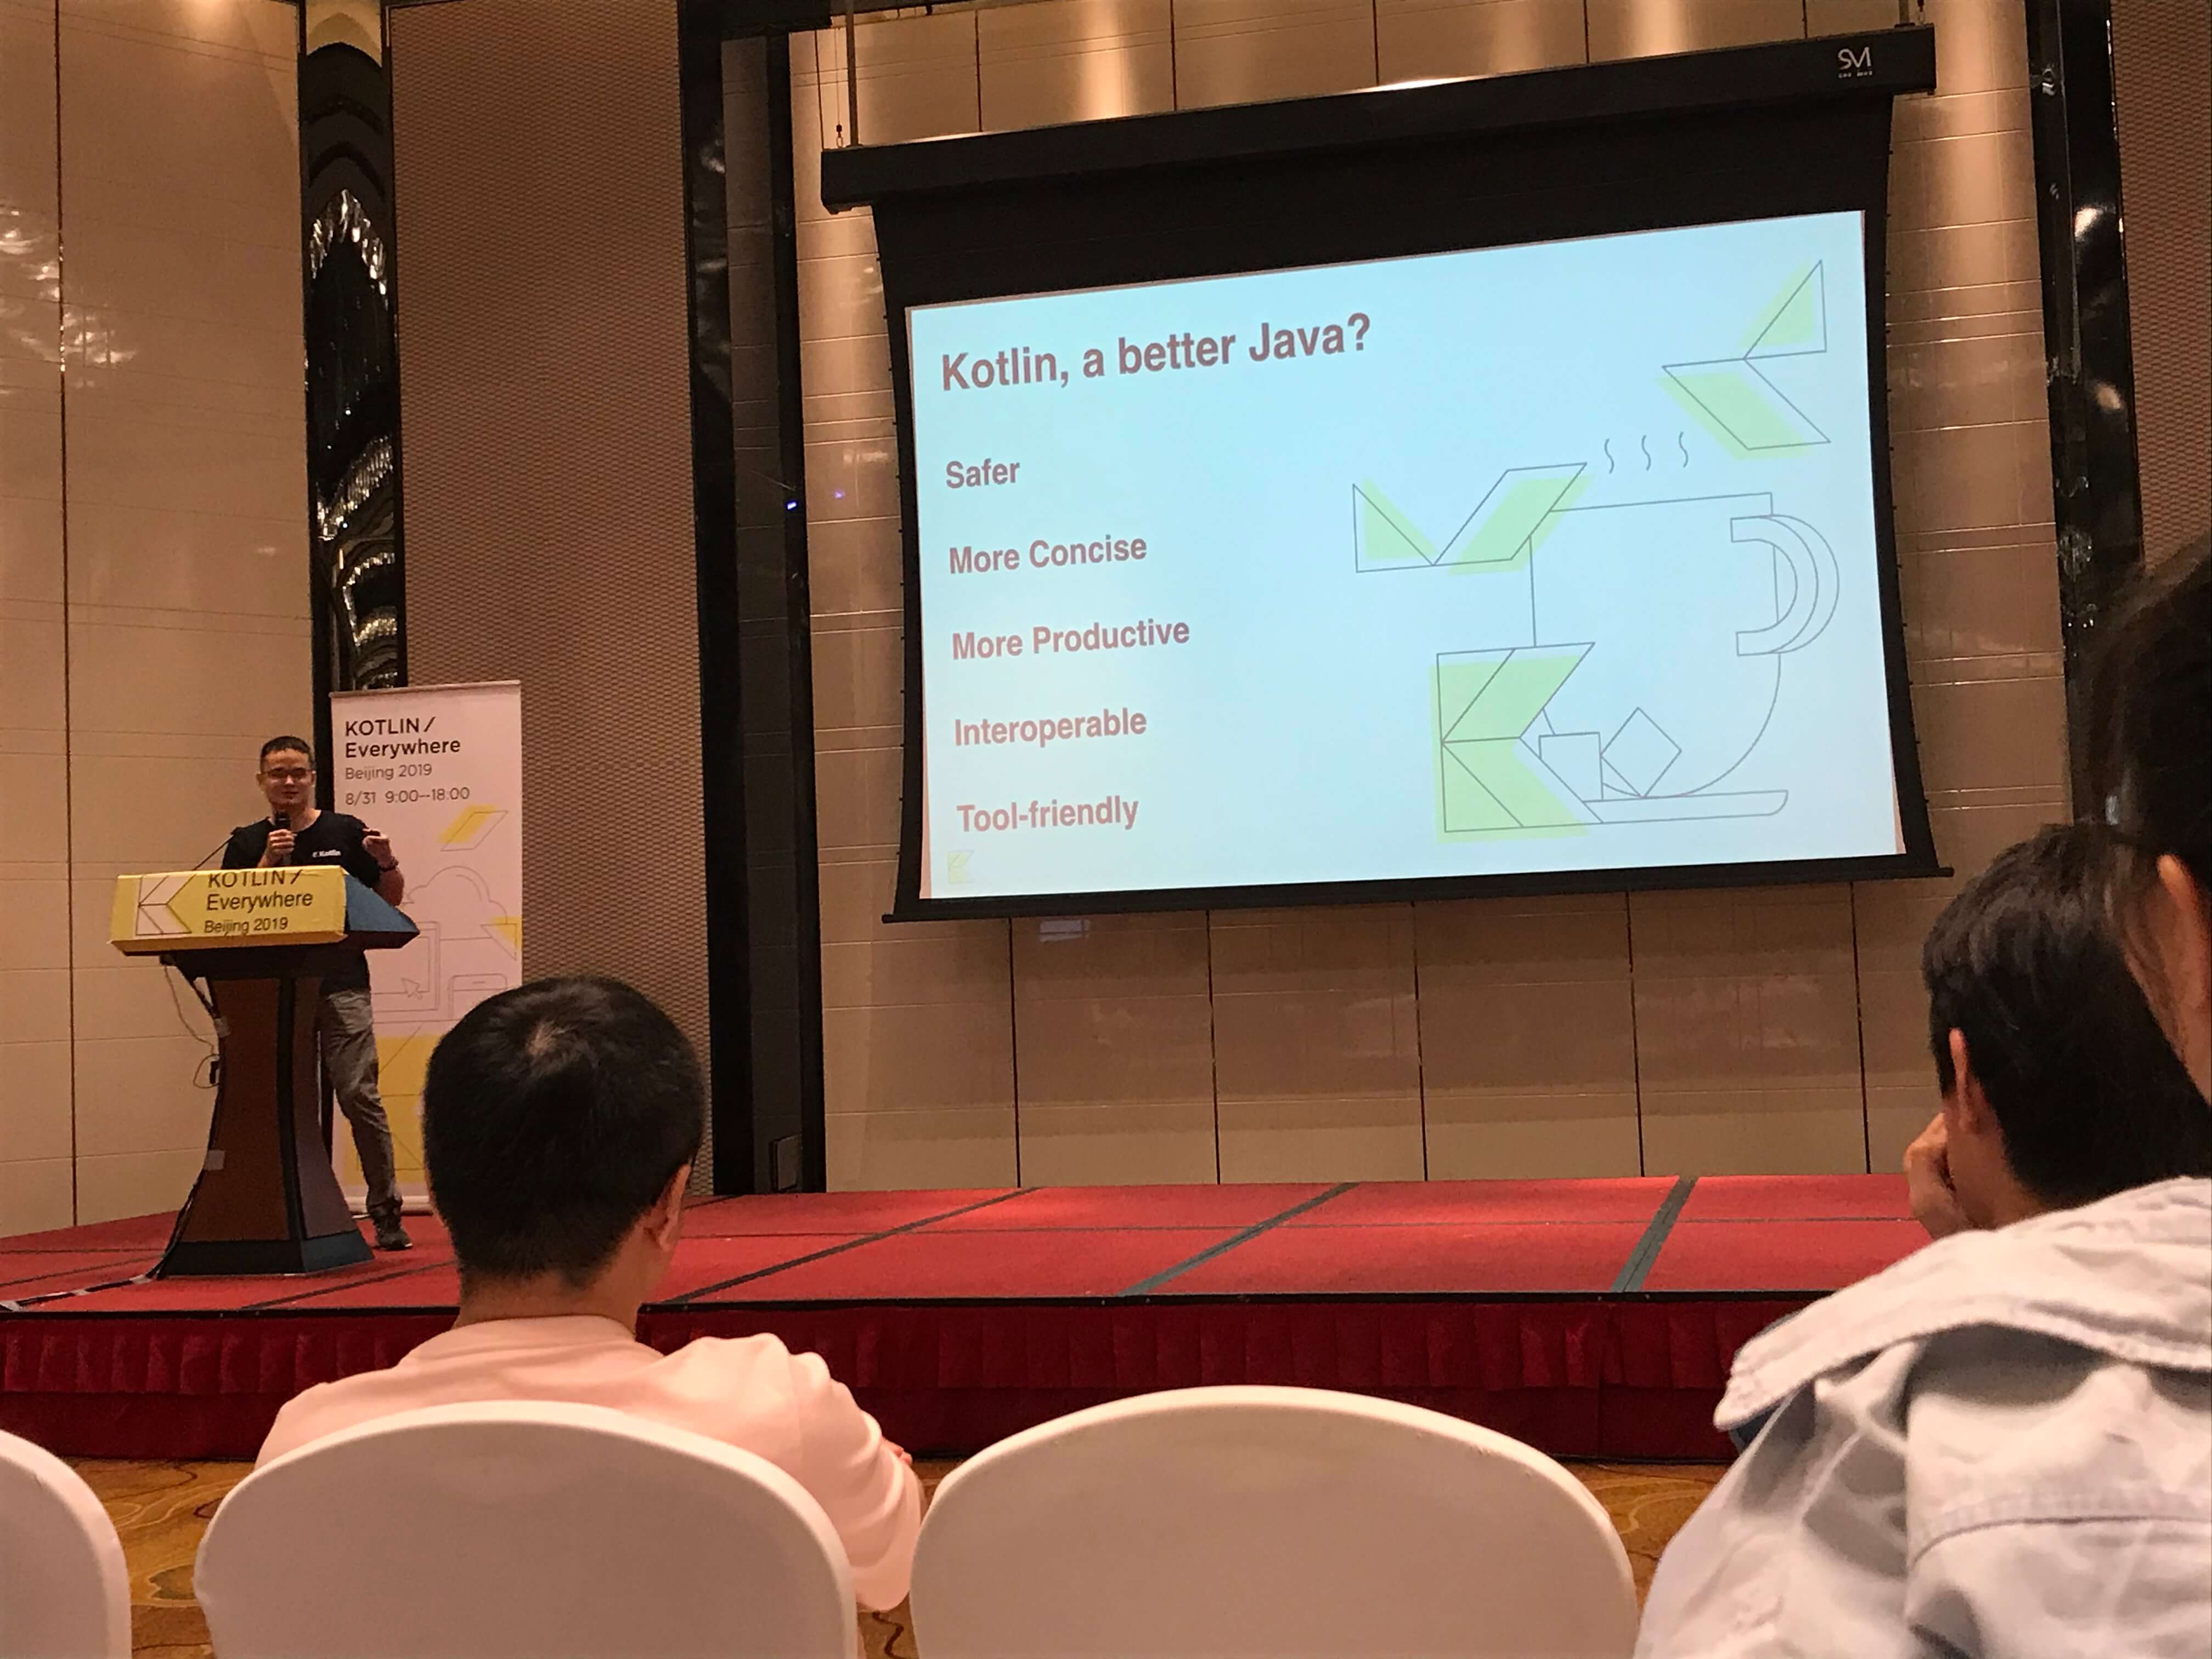 SM
Kotlin, a better Java?
Safer
More Concise
More Productive
Interoperable
Tool-friendly
KOTLIN /
Everywhere
Beijing 2019
8/31 9:00--18:00
Kotlin
KOTLIN /
Everywhere
Beijing 2019